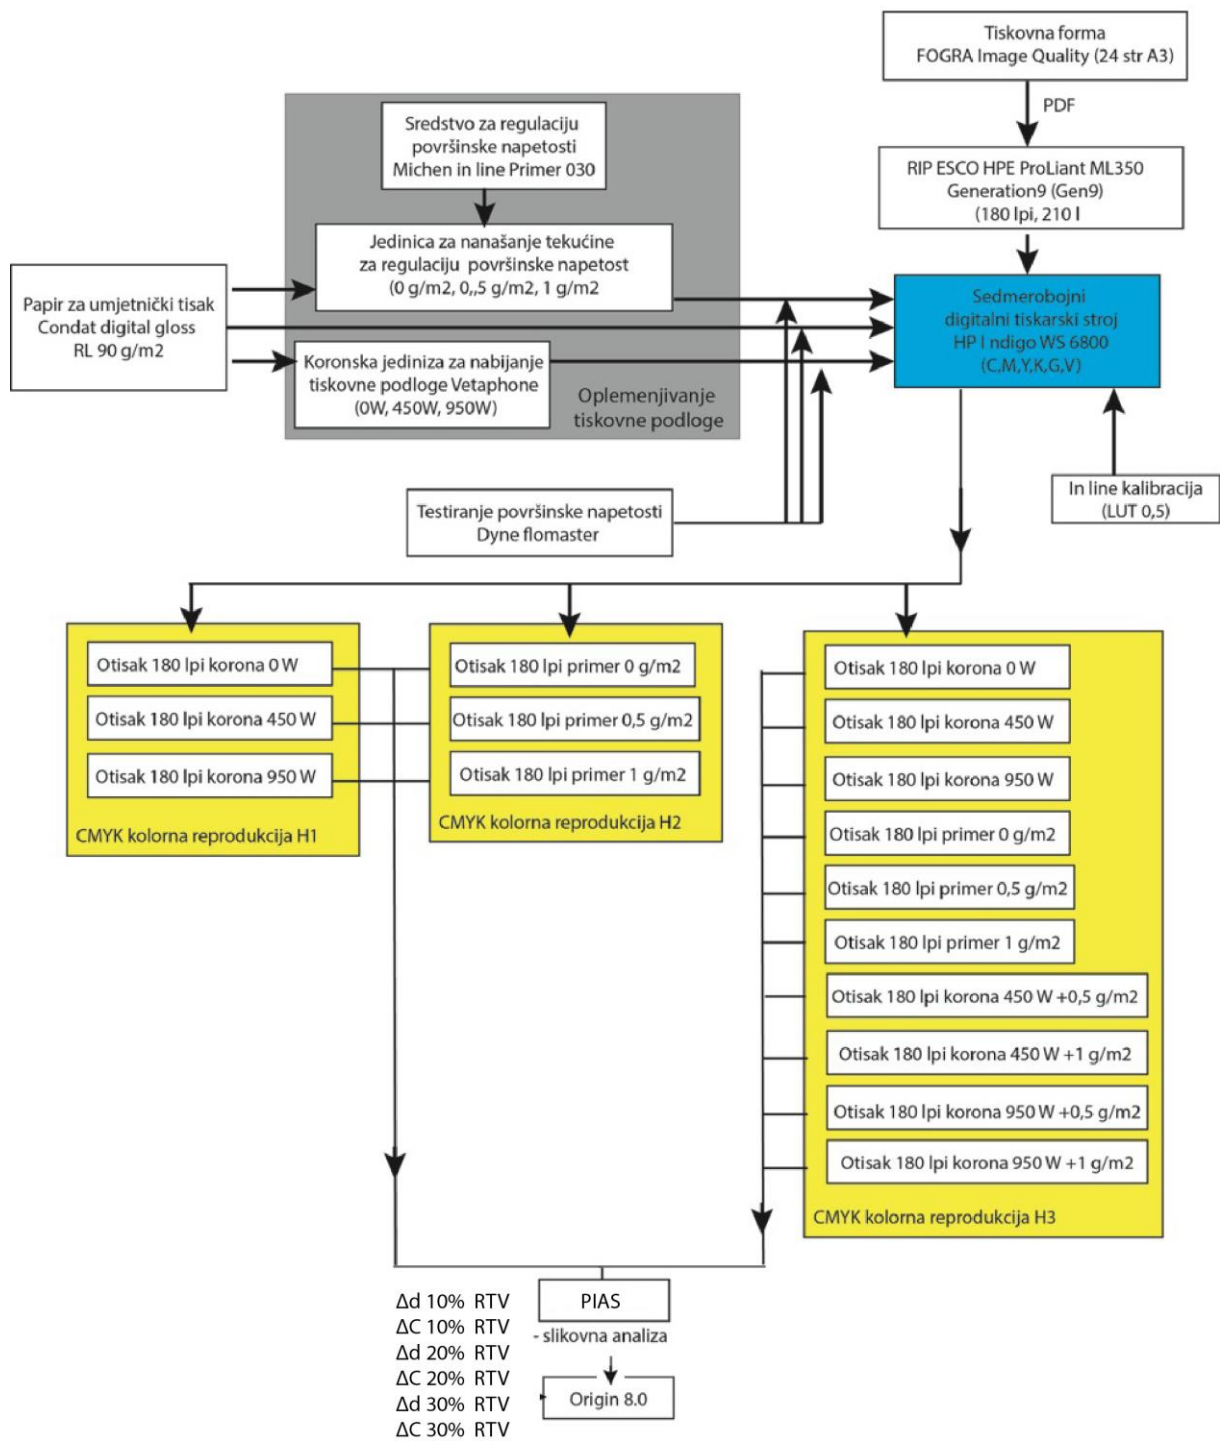 Tiskovna forma
FOGRA Image Quality (24 str A3)
PDF
RIP ESCO HPE ProLiant ML350
Generation9 (Gen9)
(180 lpi, 210 l
Sredstvo za regulaciju
površinske napetosti
Michen in line Primer 030
Jedinica za nanašanje tekućine
za regulaciju površinske napetost
(0 g/m2, 0,,5 g/m2, 1 g/m2
Papir za umjetnički tisak
Condat digital gloss
RL 90 g/m2
Koronska jediniza za nabijanje
tiskovne podloge Vetaphone
(0W, 450W, 950W)
Oplemenjivanje
tiskovne podloge
Sedmerobojni
digitalni tiskarski stroj
HP I ndigo WS 6800
(C,M,Y,K,G,V)
In line kalibracija
(LUT 0,5)
Testiranje površinske napetosti
Dyne flomaster
Otisak 180 lpi korona 0 W
Otisak 180 lpi korona 450 W
Otisak 180 lpi korona 950 W
CMYK kolorna reprodukcija H1
Otisak 180 lpi primer 0 g/m2
Otisak 180 lpi primer 0,5 g/m2
Otisak 180 lpi primer 1 g/m2
CMYK kolorna reprodukcija H2
Otisak 180 lpi korona 0 W
Otisak 180 lpi korona 450 W
Otisak 180 lpi korona 950 W
Otisak 180 lpi primer 0 g/m2
Otisak 180 lpi primer 0,5 g/m2
Otisak 180 lpi primer 1 g/m2
Otisak 180 lpi korona 450 W +0,5 g/m2
Otisak 180 lpi korona 450 W +1 g/m2
Otisak 180 lpi korona 950 W +0,5 g/m2
Otisak 180 lpi korona 950 W +1 g/m2
CMYK kolorna reprodukcija H3
Δd 10% RTV
ΔC 10% RTV
Δd 20% RTV
ΔC 20% RTV
Δd 30% RTV
ΔC 30% RTV
PIAS
- slikovna analiza
Origin 8.0